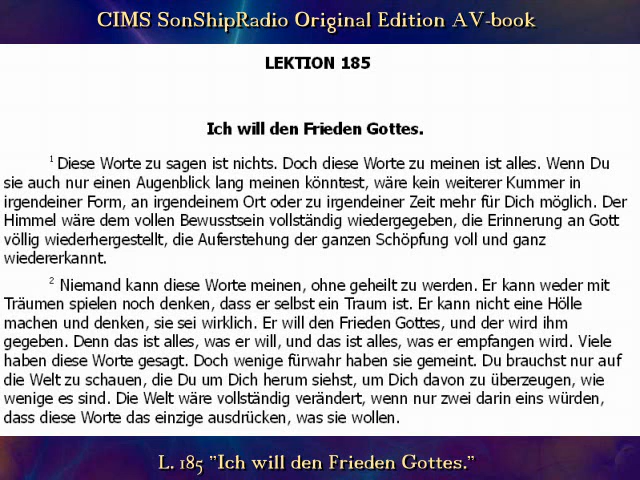 CIMS SonShipRadio Original Edition AV-book
LEKTION 185
Ich will den Frieden Gottes.
1 Diese Worte zu sagen ist nichts. Doch diese Worte zu meinen ist alles. Wenn Du
sie auch nur einen Augenblick lang meinen könntest, wäre kein weiterer Kummer in
irgendeiner Form, an irgendeinem Ort oder zu irgendeiner Zeit mehr für Dich möglich. Der
Himmel wäre dem vollen Bewusstsein vollständig wiedergegeben, die Erinnerung an Gott
völlig wiederhergestellt, die Auferstehung der ganzen Schöpfung voll und ganz
wiedererkannt.
2 Niemand kann diese Worte meinen, ohne geheilt zu werden. Er kann weder mit
Träumen spielen noch denken, dass er selbst ein Traum ist. Er kann nicht eine Hölle
machen und denken, sie sei wirklich. Er will den Frieden Gottes, und der wird ihm
gegeben. Denn das ist alles, was er will, und das ist alles, was er empfangen wird. Viele
haben diese Worte gesagt. Doch wenige fürwahr haben sie gemeint. Du brauchst nur auf
die Welt zu schauen, die Du um Dich herum siehst, um Dich davon zu überzeugen, wie
wenige es sind. Die Welt wäre vollständig verändert, wenn nur zwei darin eins würden,
dass diese Worte das einzige ausdrücken, was sie wollen.
L. 185 "Ich will den Frieden Gottes."